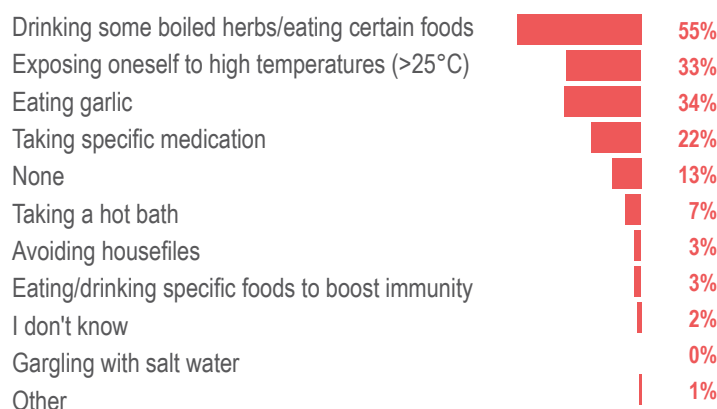 Drinking some boiled herbs/eating certain foods 55%
Exposing oneself to high temperatures (>25°C) 33%
Eating garlic 34%
Taking specific medication 22%
None 13%
Taking a hot bath 7%
Avoiding housefiles 3%
Eating/drinking specific foods to boost immunity 3%
I don't know 2%
Gargling with salt water 0%
Other 1%